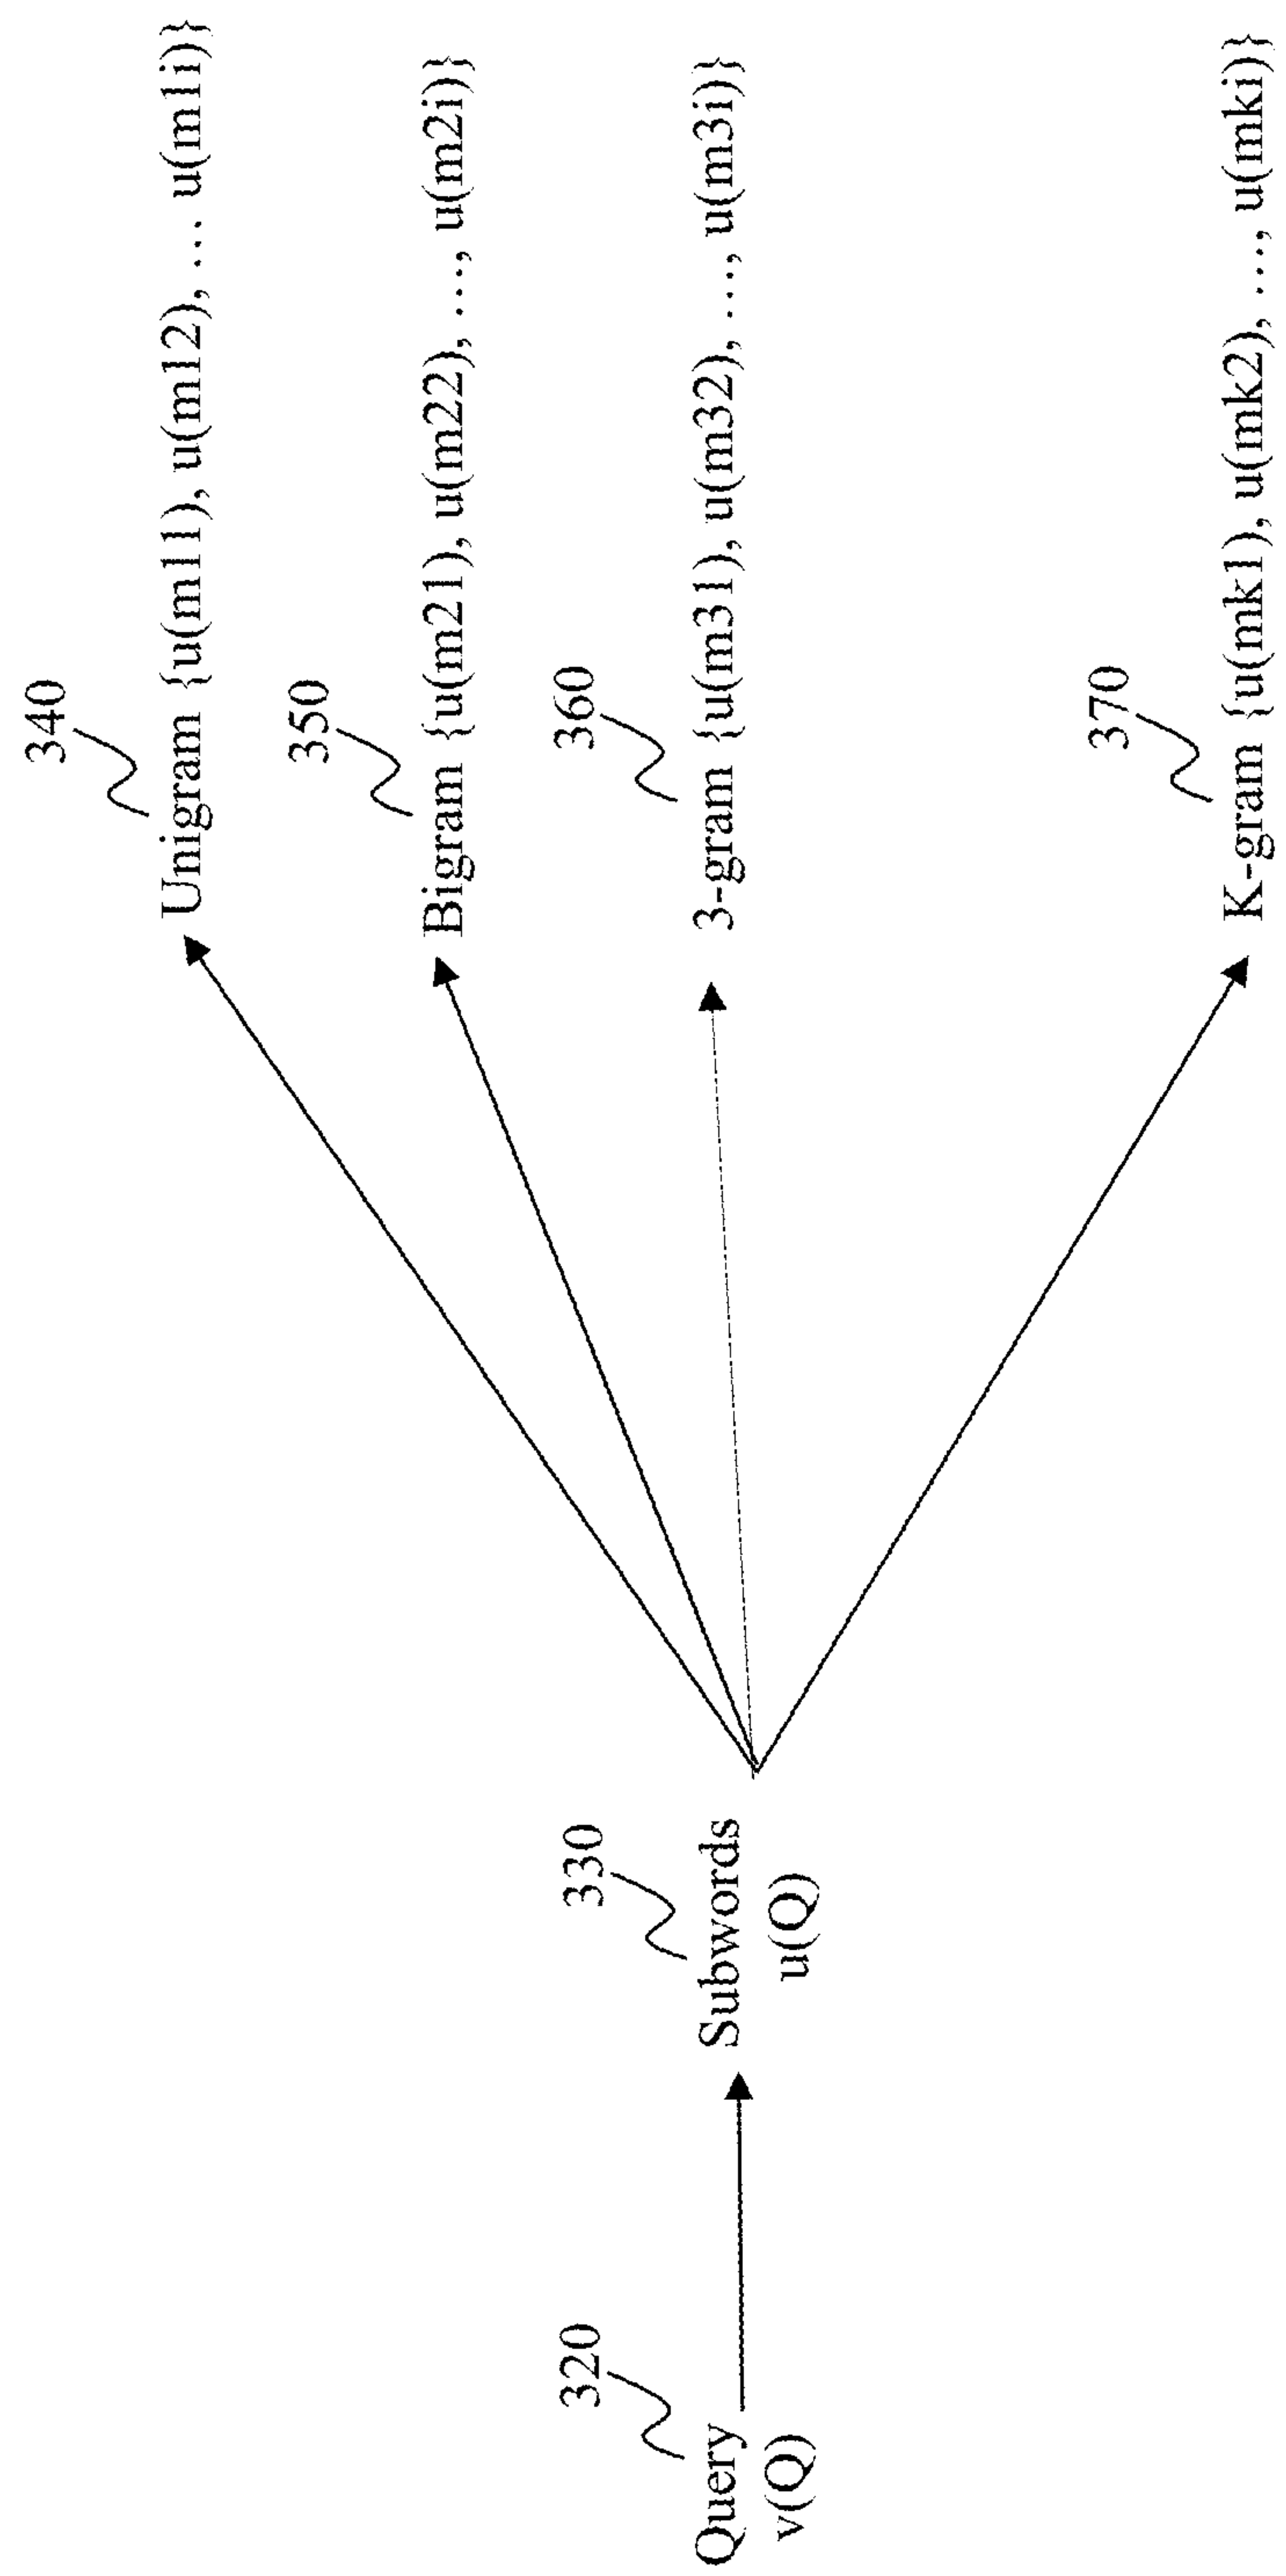 320
Query
v(Q)
330
Subwords
u(Q)
340
Unigram {u(m11), u(m12), … u(m1i)}
350
Bigram {u(m21), u(m22), …, u(m2i)}
360
3-gram {u(m31), u(m32), …, u(m3i)}
370
K-gram {u(mk1), u(mk2), …, u(mki)}